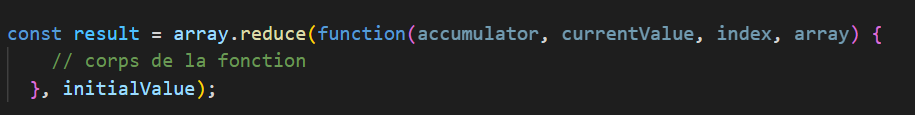 const result = array.reduce(function(accumulator, currentValue, index, array) {
// corps de la fonction
}, initialValue);